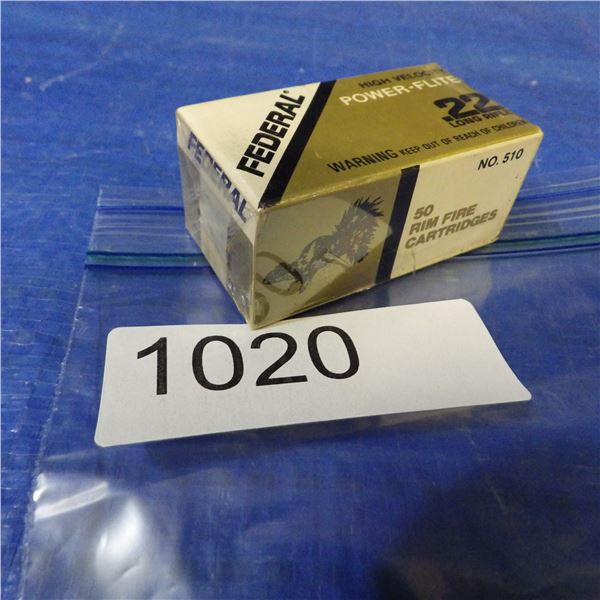 HIGH VELOCITY
POWER-FLITE
.22
LONG RIFLE
FEDERAL
WARNING KEEP OUT OF REACH OF CHILDREN
NO. 510
FEDERAL
50
RIM FIRE
CARTRIDGES
1020